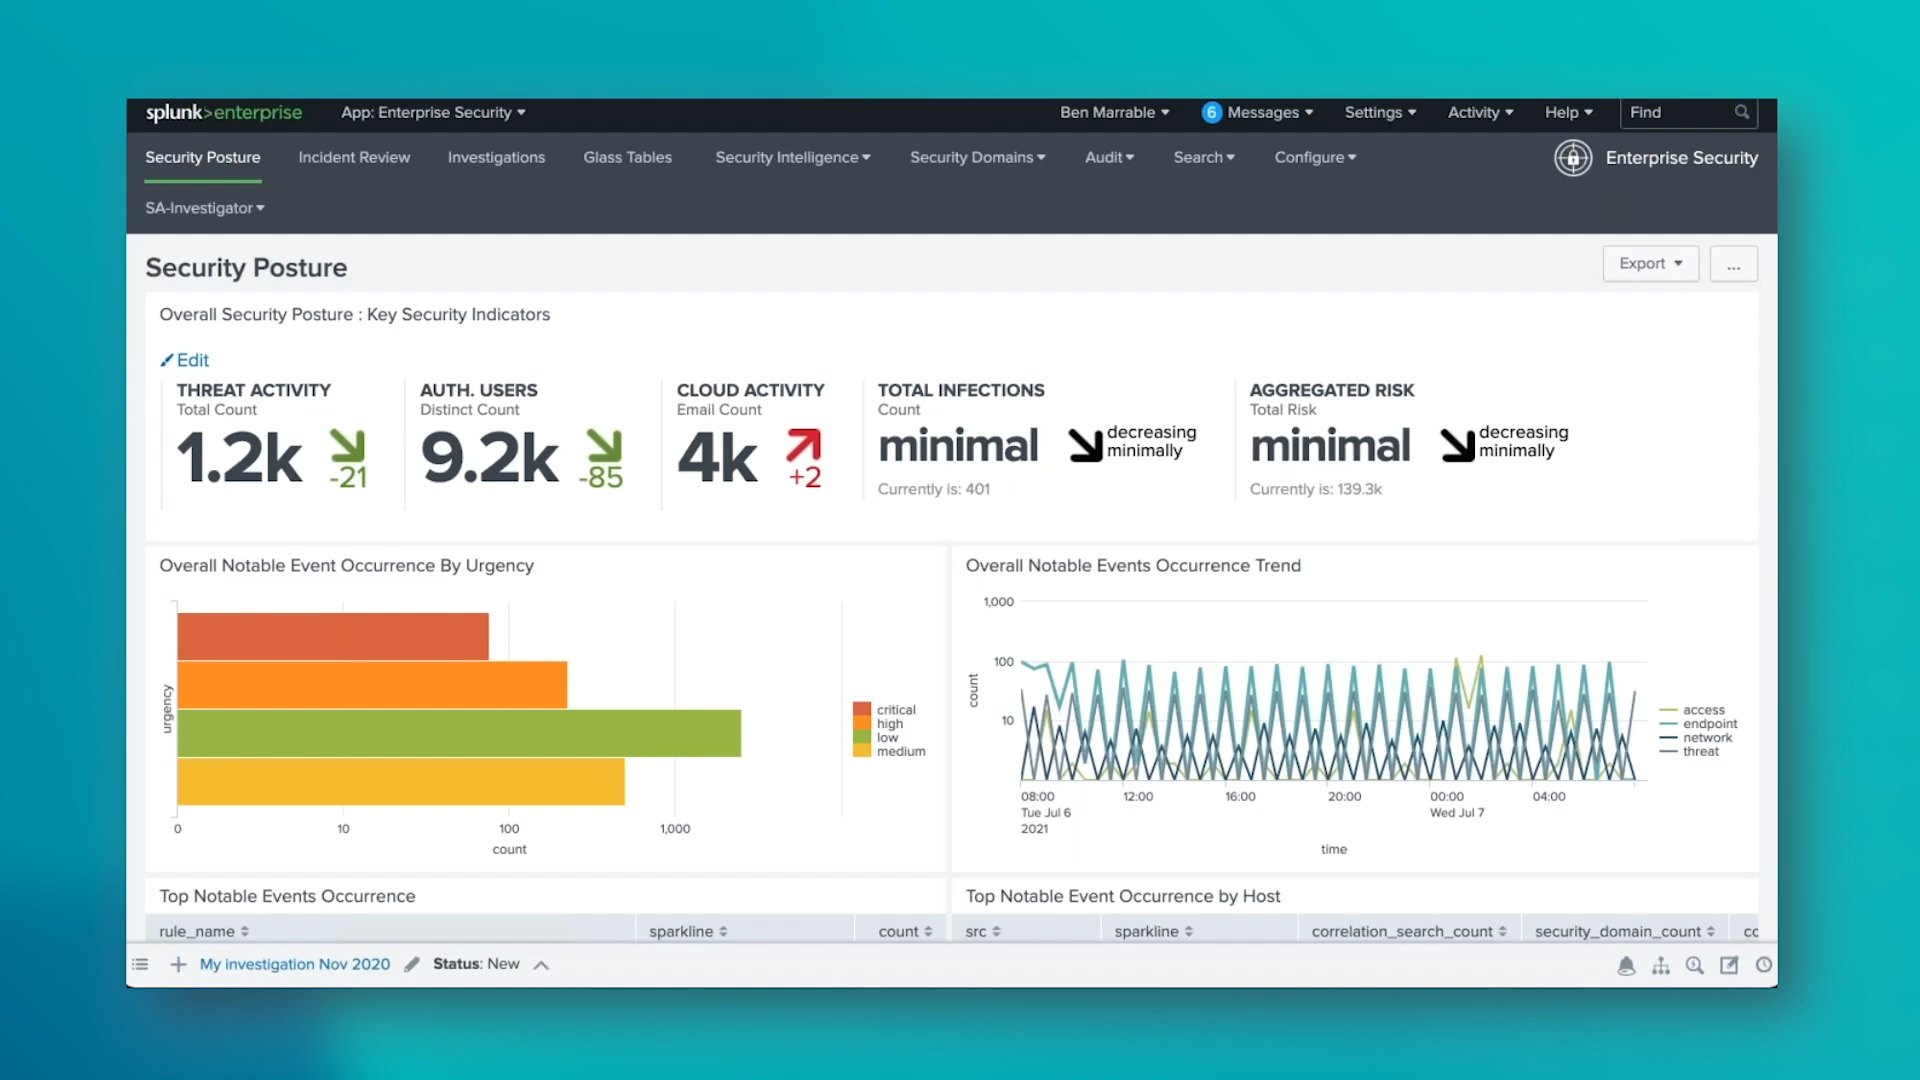 splunk>enterprise App: Enterprise Security Ben Marrable 6 Messages Settings Activity Help Find
Security Posture Incident Review Investigations Glass Tables Security Intelligence Security Domains Audit Search Configure Enterprise Security
SA-Investigator
Security Posture Export ...
Overall Security Posture : Key Security Indicators
Edit
THREAT ACTIVITY
Total Count
1.2k -21
AUTH. USERS
Distinct Count
9.2k -85
CLOUD ACTIVITY
Email Count
4k +2
TOTAL INFECTIONS
Count
minimal
decreasing
minimally
Currently is: 401
AGGREGATED RISK
Total Risk
minimal
decreasing
minimally
Currently is: 139.3k
Overall Notable Event Occurrence By Urgency
urgency
critical
high
low
medium
0 10 100 1,000
count
Overall Notable Events Occurrence Trend
1,000
100
10
count
access
endpoint
network
threat
08:00 12:00 16:00 20:00 00:00 04:00
Tue Jul 6 Wed Jul 7
2021
time
Top Notable Events Occurrence
rule_name sparkline count
Top Notable Event Occurrence by Host
src sparkline correlation_search_count security_domain_count cc
My investigation Nov 2020 Status: New